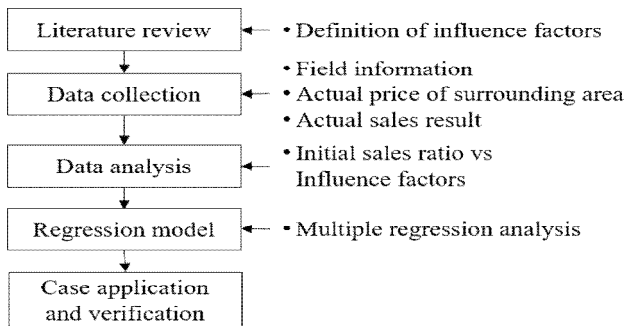 Literature review
• Definition of influence factors
• Field information
Data collection
• Actual price of surrounding area
• Actual sales result
Data analysis
• Initial sales ratio vs
Influence factors
Regression model
• Multiple regression analysis
Case application
and verification